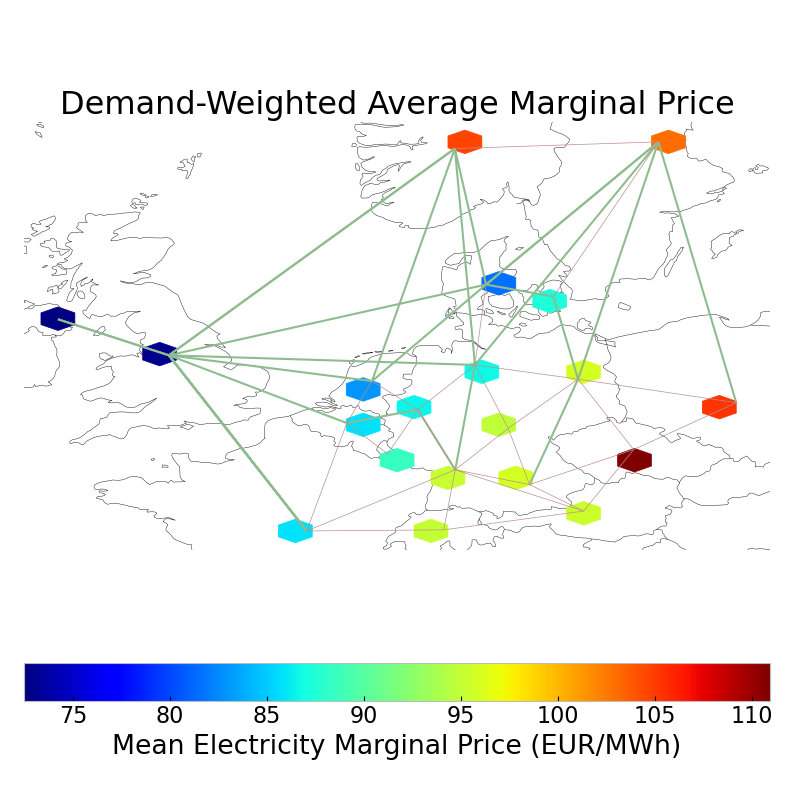 Demand-Weighted Average Marginal Price
75 80 85 90 95 100 105 110
Mean Electricity Marginal Price (EUR/MWh)